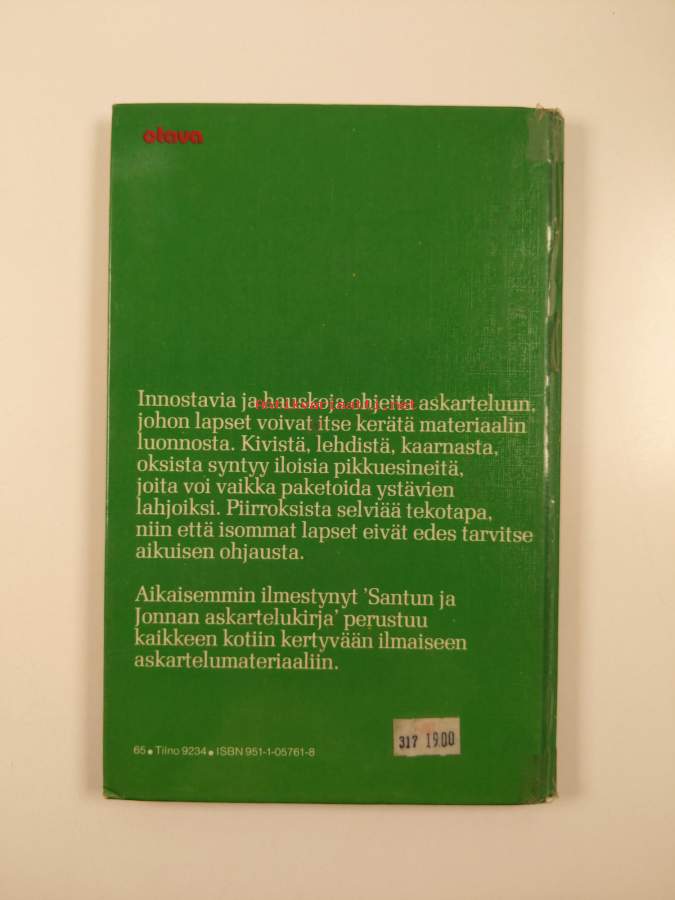 otava
Innostavia ja hauskoja ohjeita askarteluun,
johon lapset voivat itse kerätä materiaalin
luonnosta. Kivistä, lehdistä, kaarnasta,
oksista syntyy iloisia pikkuesineitä,
joita voi vaikka paketoida ystävien
lahjoiksi. Piirroksista selviää tekotapa,
niin että isommat lapset eivät edes tarvitse
aikuisen ohjausta.
Aikaisemmin ilmestynyt 'Santun ja
Jonnan askartelukirja' perustuu
kaikkeen kotiin kertyvään ilmaiseen
askartelumateriaaliin.
317 19.00
65 • Tilno 9234 • ISBN 951-1-05761-8